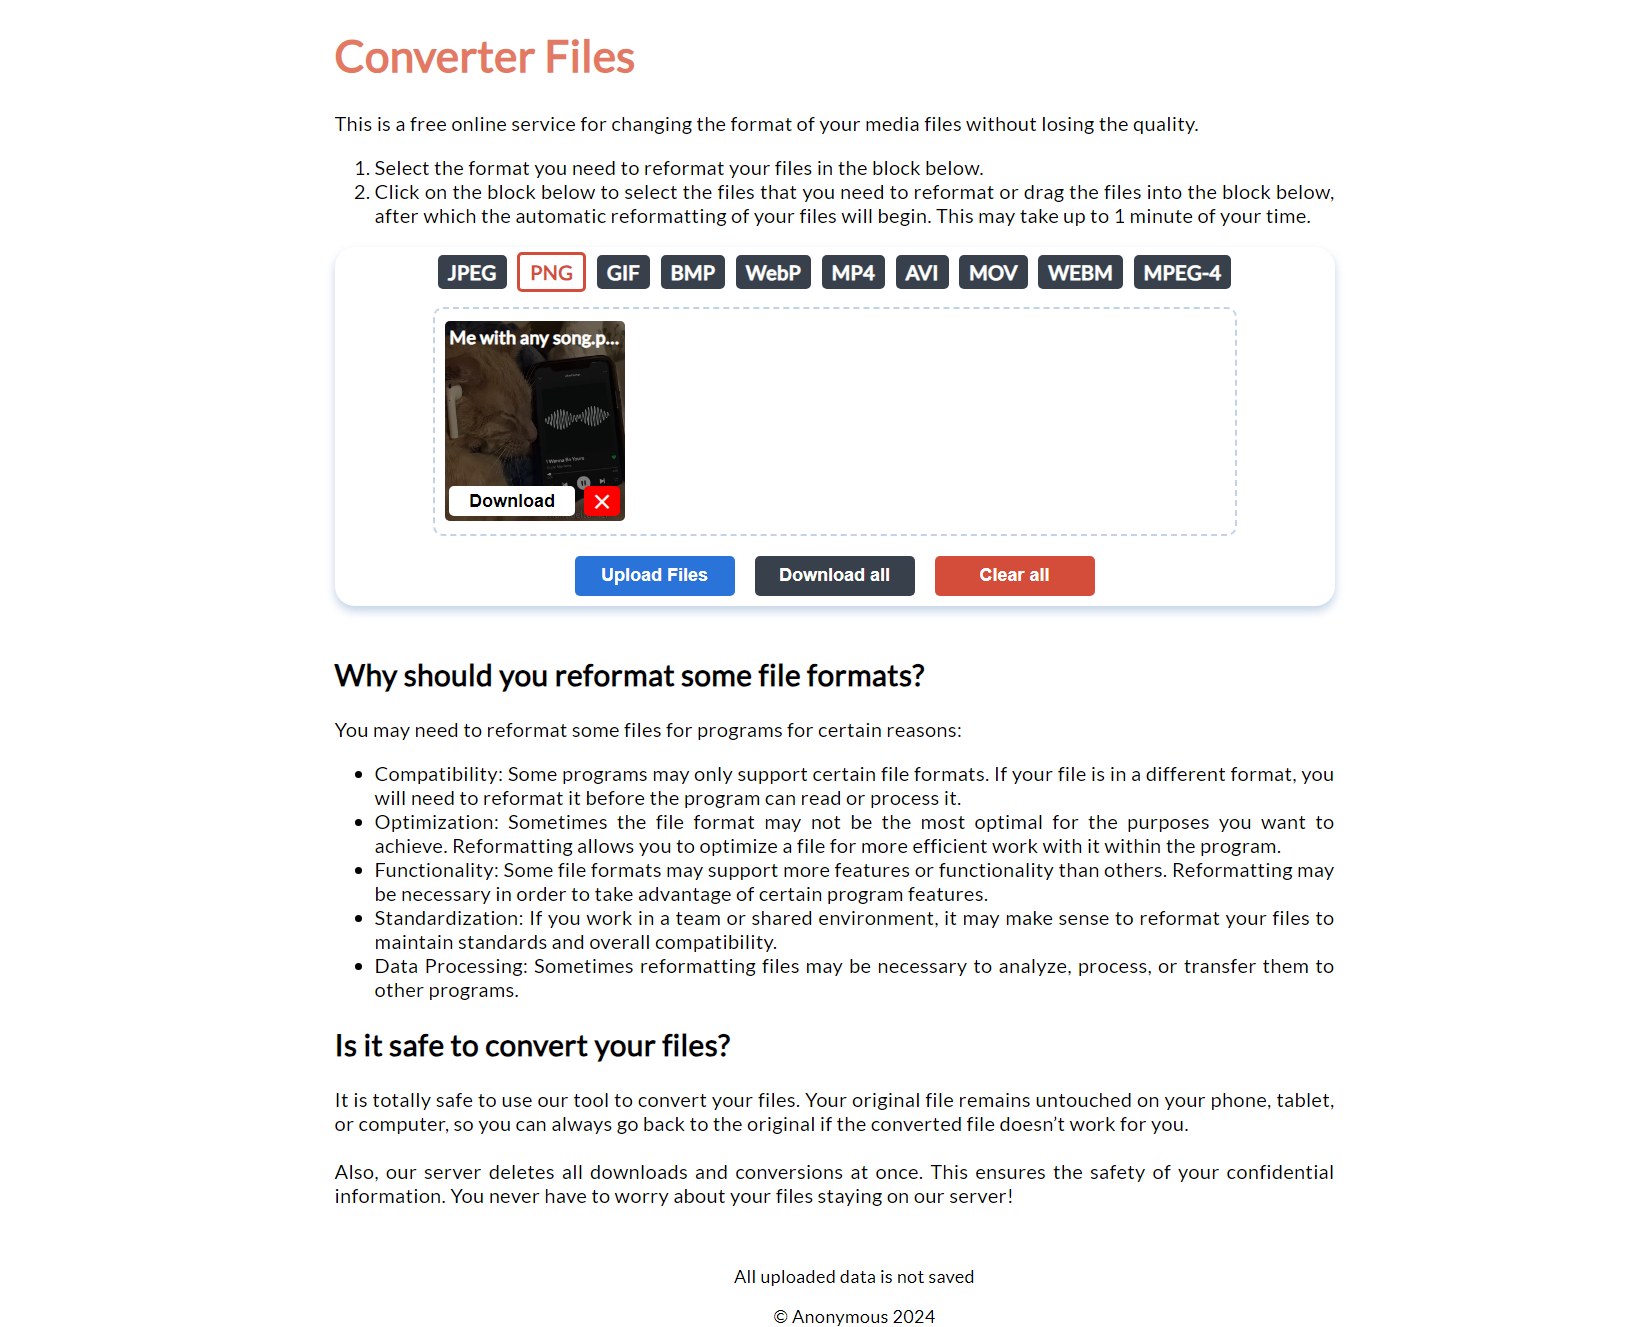 Converter Files
This is a free online service for changing the format of your media files without losing the quality.
1. Select the format you need to reformat your files in the block below.
2. Click on the block below to select the files that you need to reformat or drag the files into the block below,
after which the automatic reformatting of your files will begin. This may take up to 1 minute of your time.
JPEG PNG GIF BMP WebP MP4 AVI MOV WEBM MPEG-4
Me with any song.p...
I Wanna Be Yours
Download
Upload Files Download all Clear all
Why should you reformat some file formats?
You may need to reformat some files for programs for certain reasons:
• Compatibility: Some programs may only support certain file formats. If your file is in a different format, you
will need to reformat it before the program can read or process it.
• Optimization: Sometimes the file format may not be the most optimal for the purposes you want to
achieve. Reformatting allows you to optimize a file for more efficient work with it within the program.
• Functionality: Some file formats may support more features or functionality than others. Reformatting may
be necessary in order to take advantage of certain program features.
• Standardization: If you work in a team or shared environment, it may make sense to reformat your files to
maintain standards and overall compatibility.
• Data Processing: Sometimes reformatting files may be necessary to analyze, process, or transfer them to
other programs.
Is it safe to convert your files?
It is totally safe to use our tool to convert your files. Your original file remains untouched on your phone, tablet,
or computer, so you can always go back to the original if the converted file doesn’t work for you.
Also, our server deletes all downloads and conversions at once. This ensures the safety of your confidential
information. You never have to worry about your files staying on our server!
All uploaded data is not saved
© Anonymous 2024